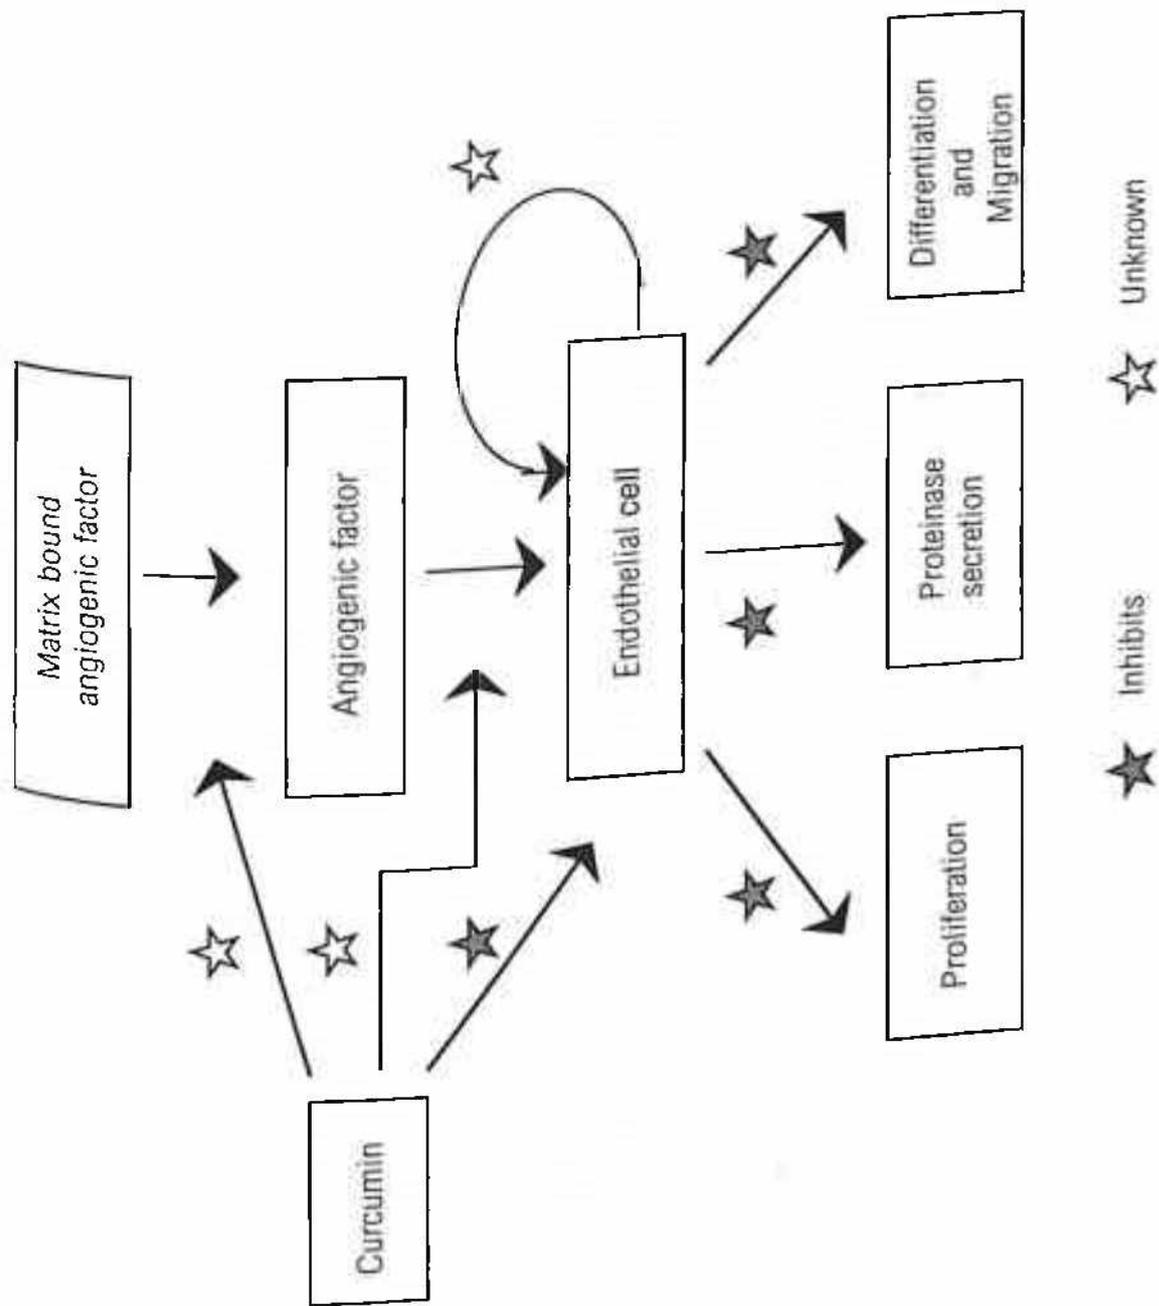 Matrix bound
angiogenic factor
Angiogenic factor
Curcumin
Endothelial cell
Proliferation
Proteinase
secretion
Differentiation
and
Migration
Inhibits
Unknown